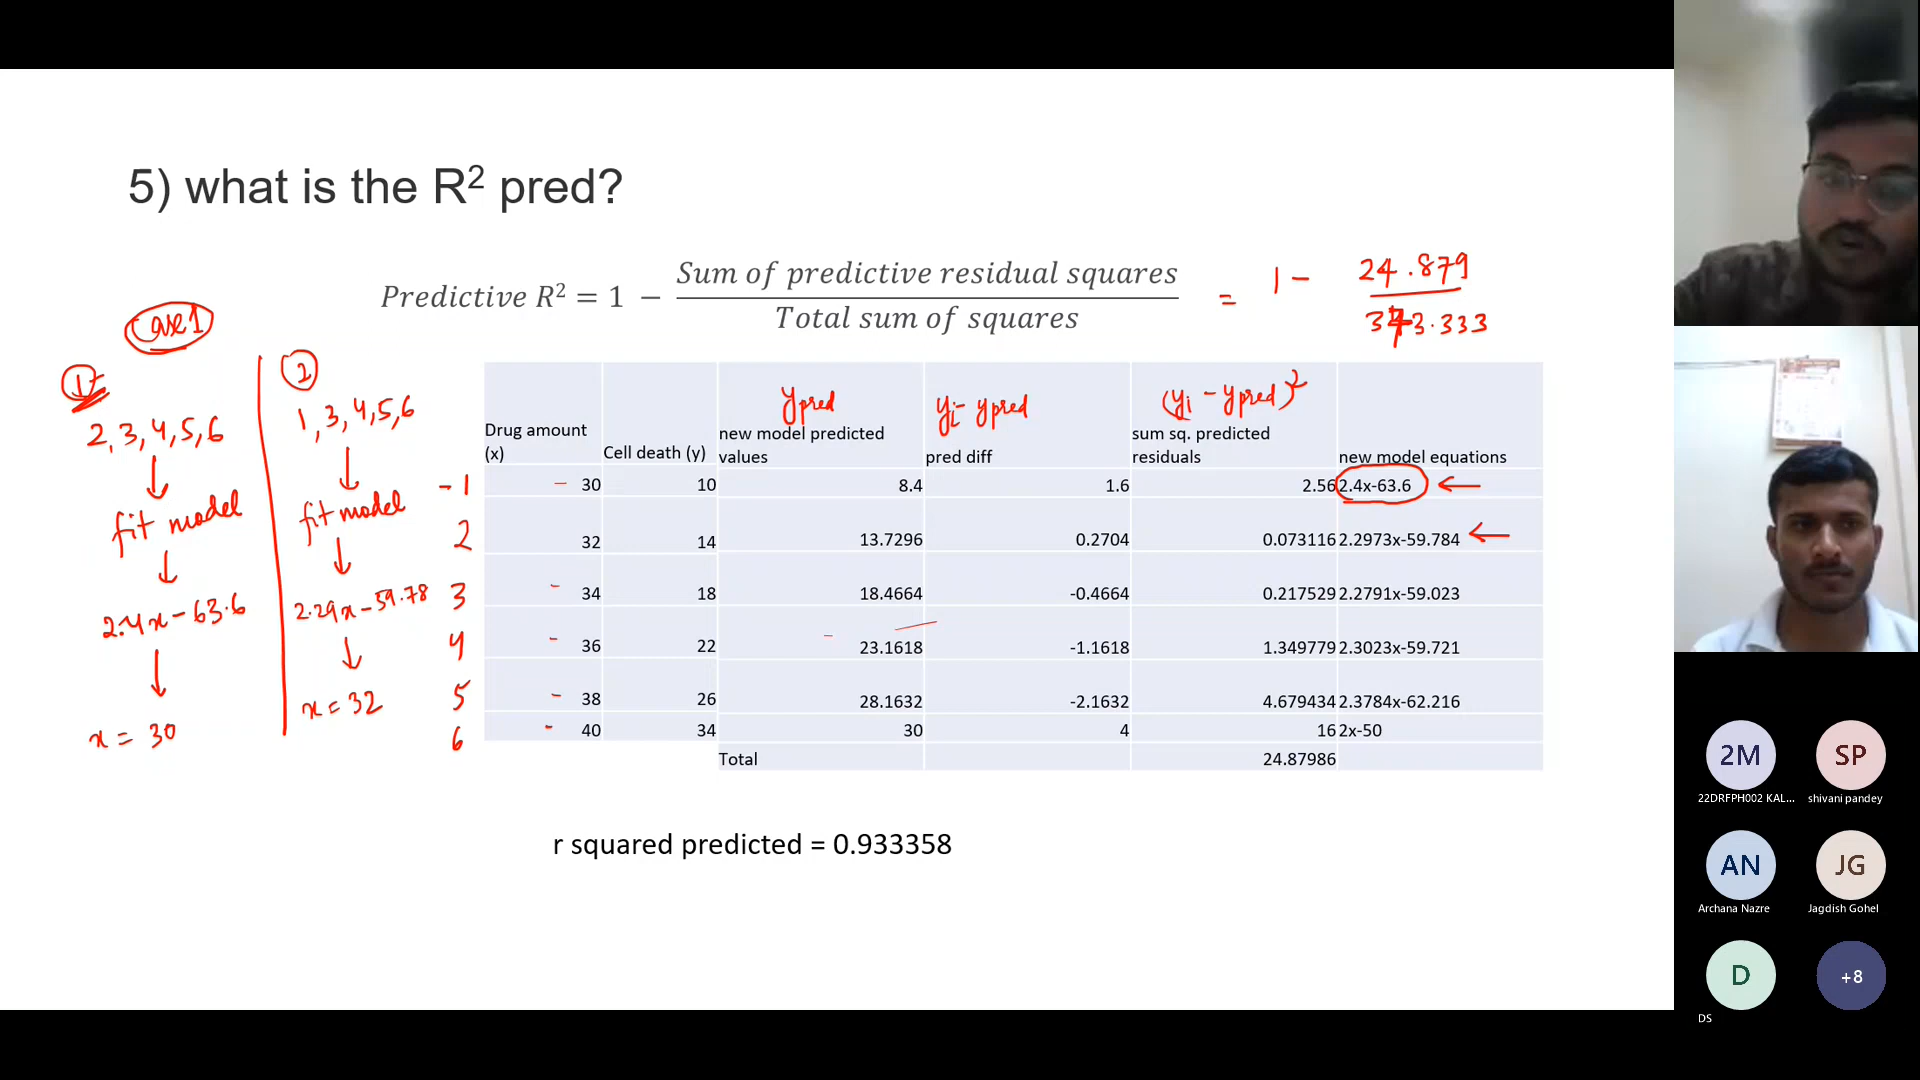 5) what is the R² pred?
Predictive R² = 1 − Sum of predictive residual squares / Total sum of squares
= 1 − 24.879 / 373.333
Case 1
1
2, 3, 4, 5, 6
fit model
2.4x − 63.6
x = 30
2
1, 3, 4, 5, 6
fit model
2.29x − 59.78
x = 32
ypred yi − ypred (yi − ypred)²
Drug amount (x) Cell death (y) new model predicted values pred diff sum sq. predicted residuals new model equations
- 1 - 30 10 8.4 1.6 2.56 2.4x-63.6
2 32 14 13.7296 0.2704 0.073116 2.2973x-59.784
3 - 34 18 18.4664 -0.4664 0.217529 2.2791x-59.023
4 - 36 22 23.1618 -1.1618 1.349779 2.3023x-59.721
5 - 38 26 28.1632 -2.1632 4.679434 2.3784x-62.216
6 - 40 34 30 4 16 2x-50
Total 24.87986
r squared predicted = 0.933358
2M SP
22DRFPH002 KAL... shivani pandey
AN JG
Archana Nazre Jagdish Gohel
D +8
DS